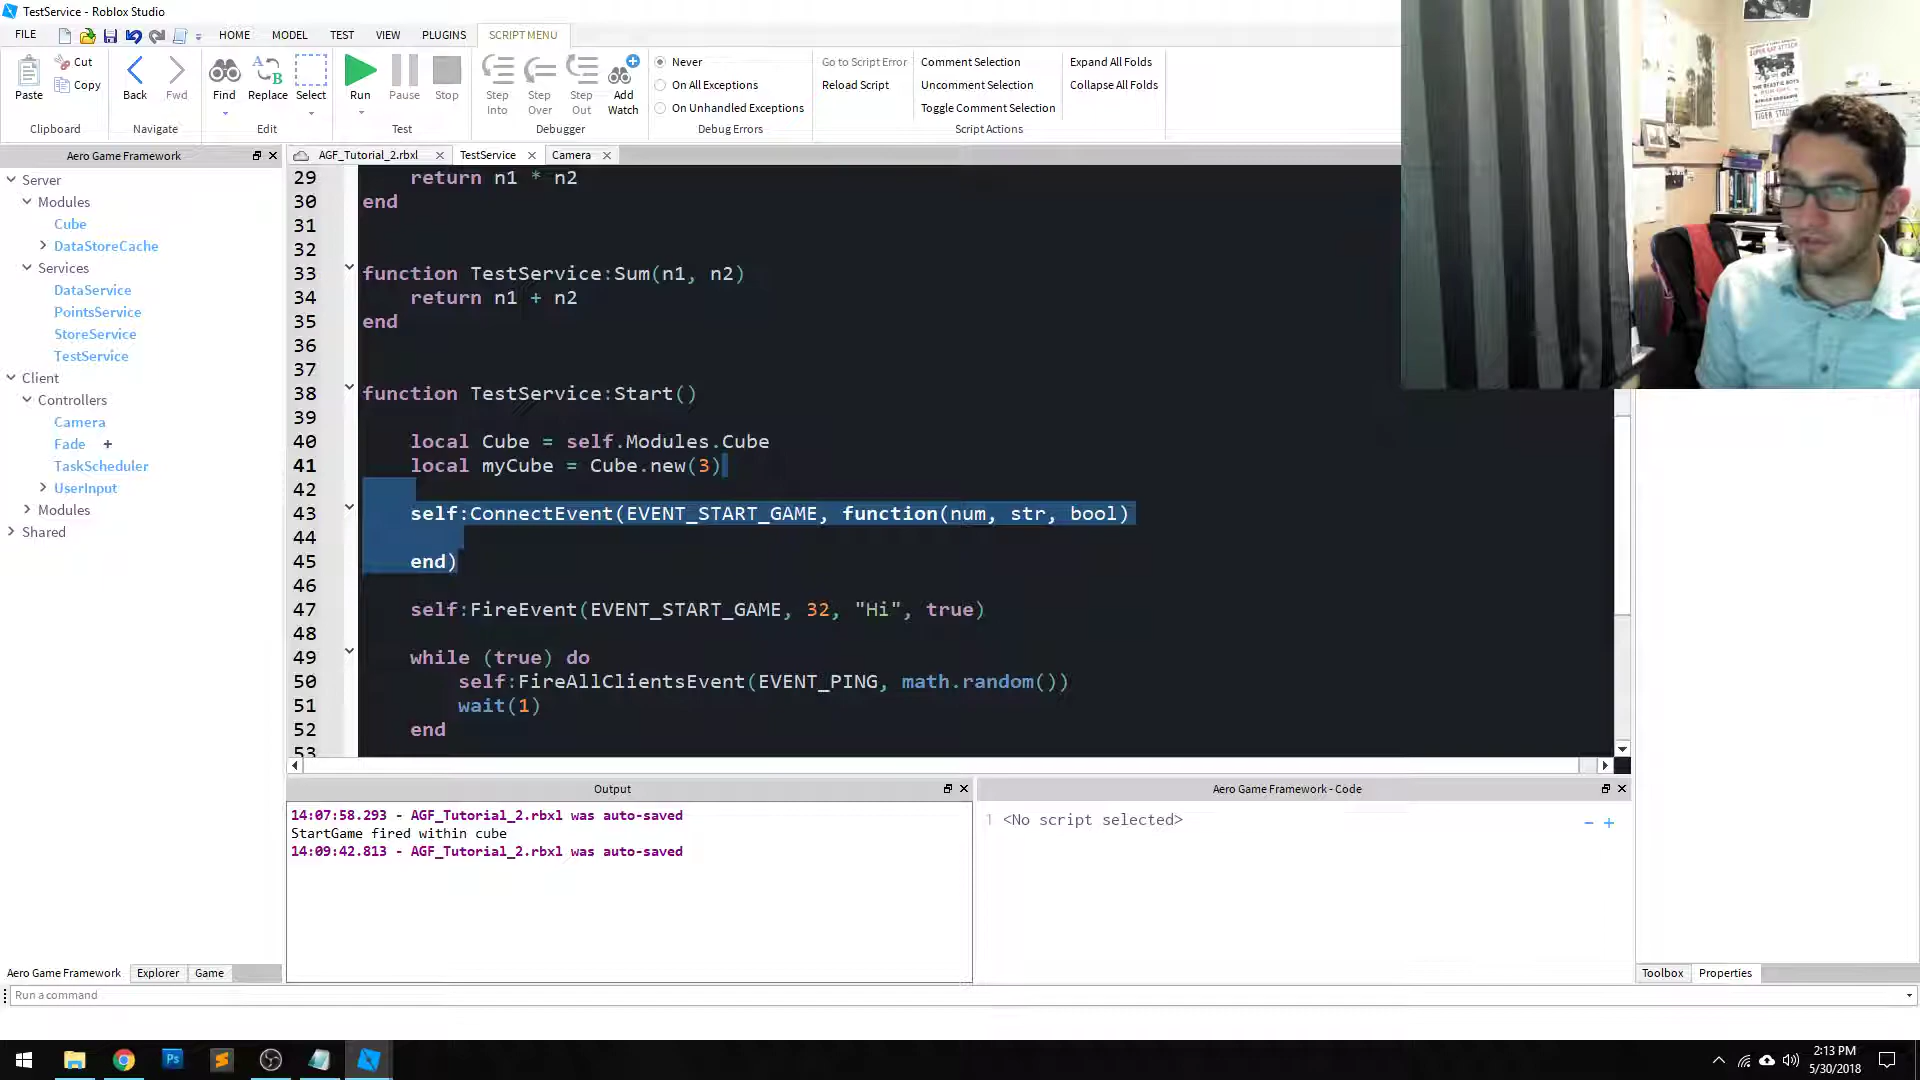 TestService - Roblox Studio
FILE HOME MODEL TEST VIEW PLUGINS SCRIPT MENU
Paste Cut Copy Clipboard
Back Fwd Navigate
Find Replace Select Edit
Run Pause Stop Test
Step Into Step Over Step Out Add Watch Debugger
Never
On All Exceptions
On Unhandled Exceptions
Debug Errors
Go to Script Error
Reload Script
Comment Selection
Uncomment Selection
Toggle Comment Selection
Expand All Folds
Collapse All Folds
Script Actions
Aero Game Framework
AGF_Tutorial_2.rbxl TestService Camera
Server
Modules
Cube
DataStoreCache
Services
DataService
PointsService
StoreService
TestService
Client
Controllers
Camera
Fade +
TaskScheduler
UserInput
Modules
Shared
29 return n1 * n2
30 end
31
32
33 function TestService:Sum(n1, n2)
34 return n1 + n2
35 end
36
37
38 function TestService:Start()
39
40 local Cube = self.Modules.Cube
41 local myCube = Cube.new(3)
42
43 self:ConnectEvent(EVENT_START_GAME, function(num, str, bool)
44
45 end)
46
47 self:FireEvent(EVENT_START_GAME, 32, "Hi", true)
48
49 while (true) do
50 self:FireAllClientsEvent(EVENT_PING, math.random())
51 wait(1)
52 end
53
Output
14:07:58.293 - AGF_Tutorial_2.rbxl was auto-saved
StartGame fired within cube
14:09:42.813 - AGF_Tutorial_2.rbxl was auto-saved
Aero Game Framework - Code
1 <No script selected>
Aero Game Framework Explorer Game
Toolbox Properties
Run a command
2:13 PM
5/30/2018